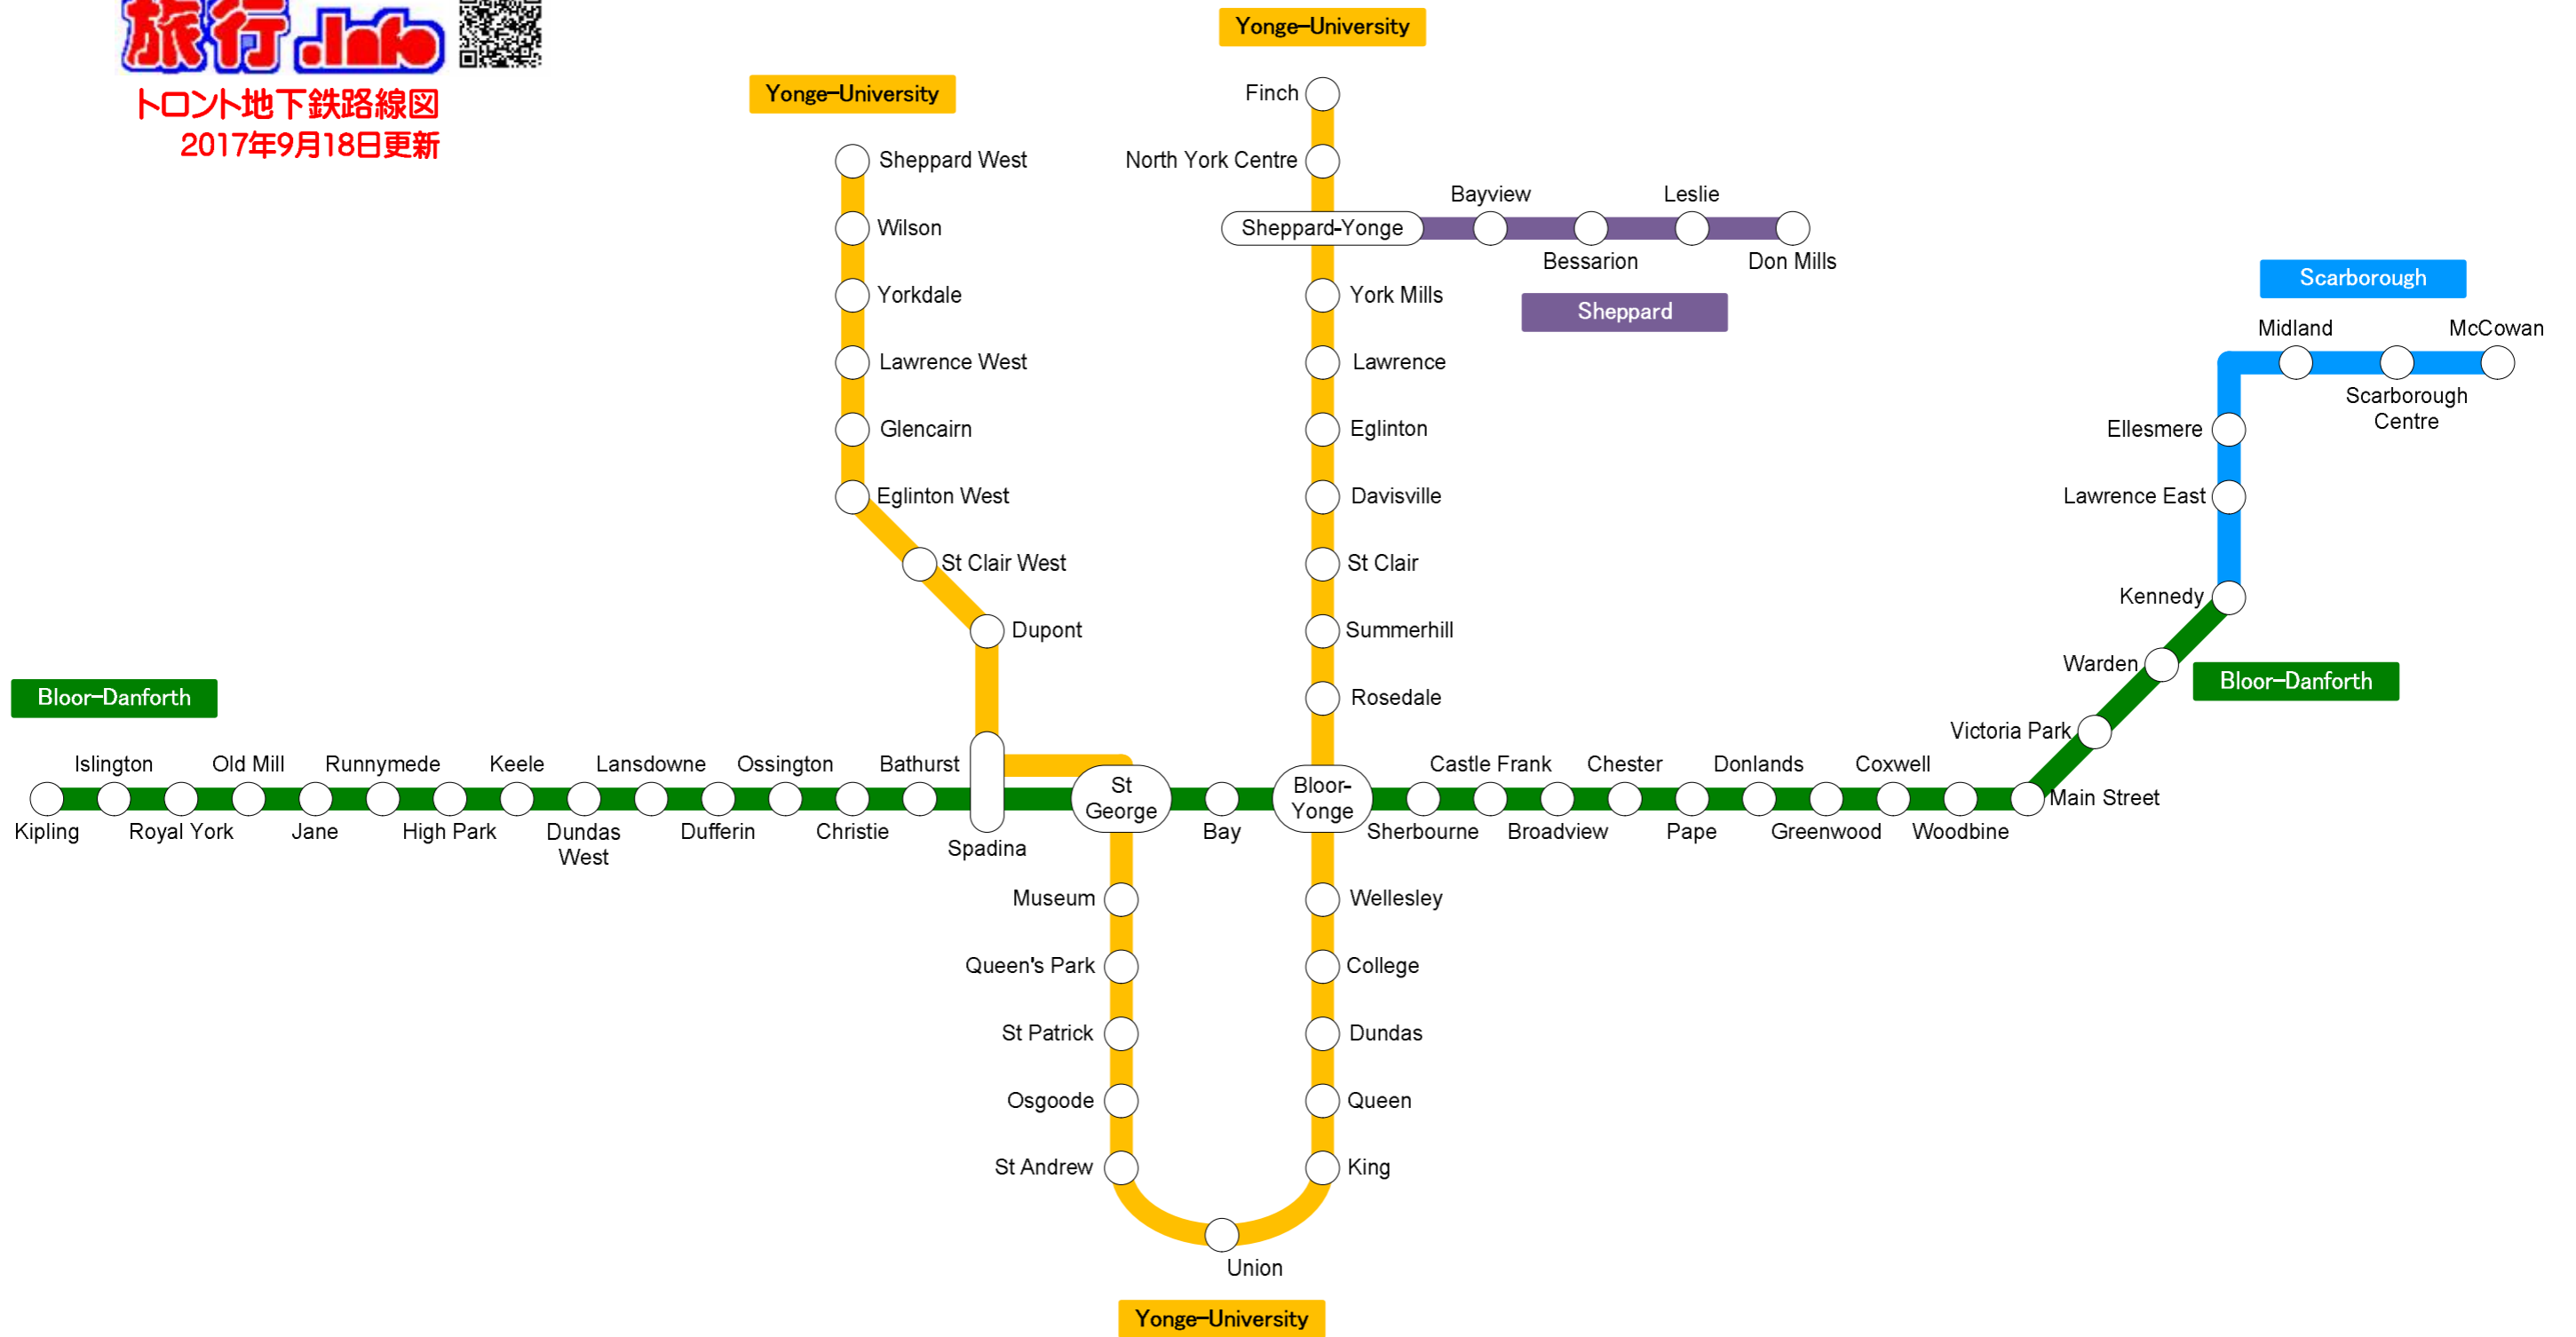 旅行.Info
トロント地下鉄路線図
2017年9月18日更新
Yonge-University
Yonge-University
Finch
North York Centre
Sheppard-Yonge
York Mills
Lawrence
Eglinton
Davisville
St Clair
Summerhill
Rosedale
Bayview
Bessarion
Leslie
Don Mills
Sheppard
Sheppard West
Wilson
Yorkdale
Lawrence West
Glencairn
Eglinton West
St Clair West
Dupont
Scarborough
Midland
McCowan
Scarborough
Centre
Ellesmere
Lawrence East
Kennedy
Warden
Victoria Park
Bloor-Danforth
Bloor-Danforth
Islington
Old Mill
Runnymede
Keele
Lansdowne
Ossington
Bathurst
Kipling
Royal York
Jane
High Park
Dundas
West
Dufferin
Christie
Spadina
St
George
Bay
Bloor-
Yonge
Castle Frank
Chester
Donlands
Coxwell
Main Street
Sherbourne
Broadview
Pape
Greenwood
Woodbine
Museum
Queen's Park
St Patrick
Osgoode
St Andrew
Wellesley
College
Dundas
Queen
King
Union
Yonge-University